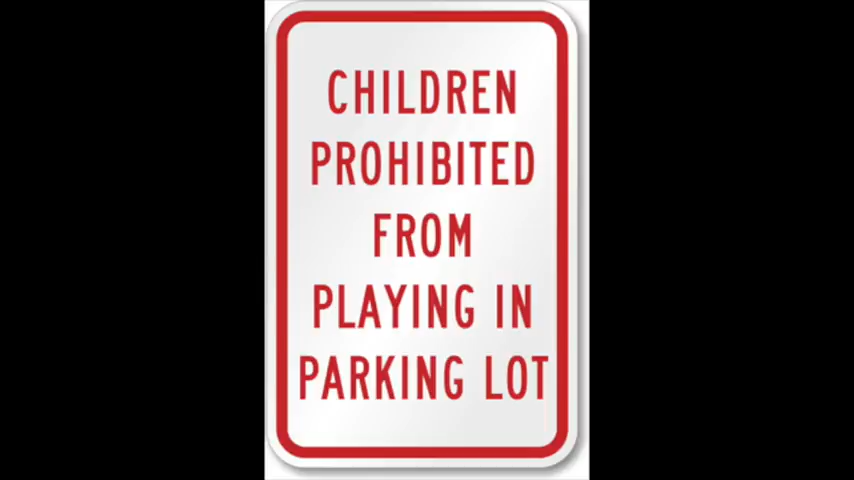 CHILDREN
PROHIBITED
FROM
PLAYING IN
PARKING LOT